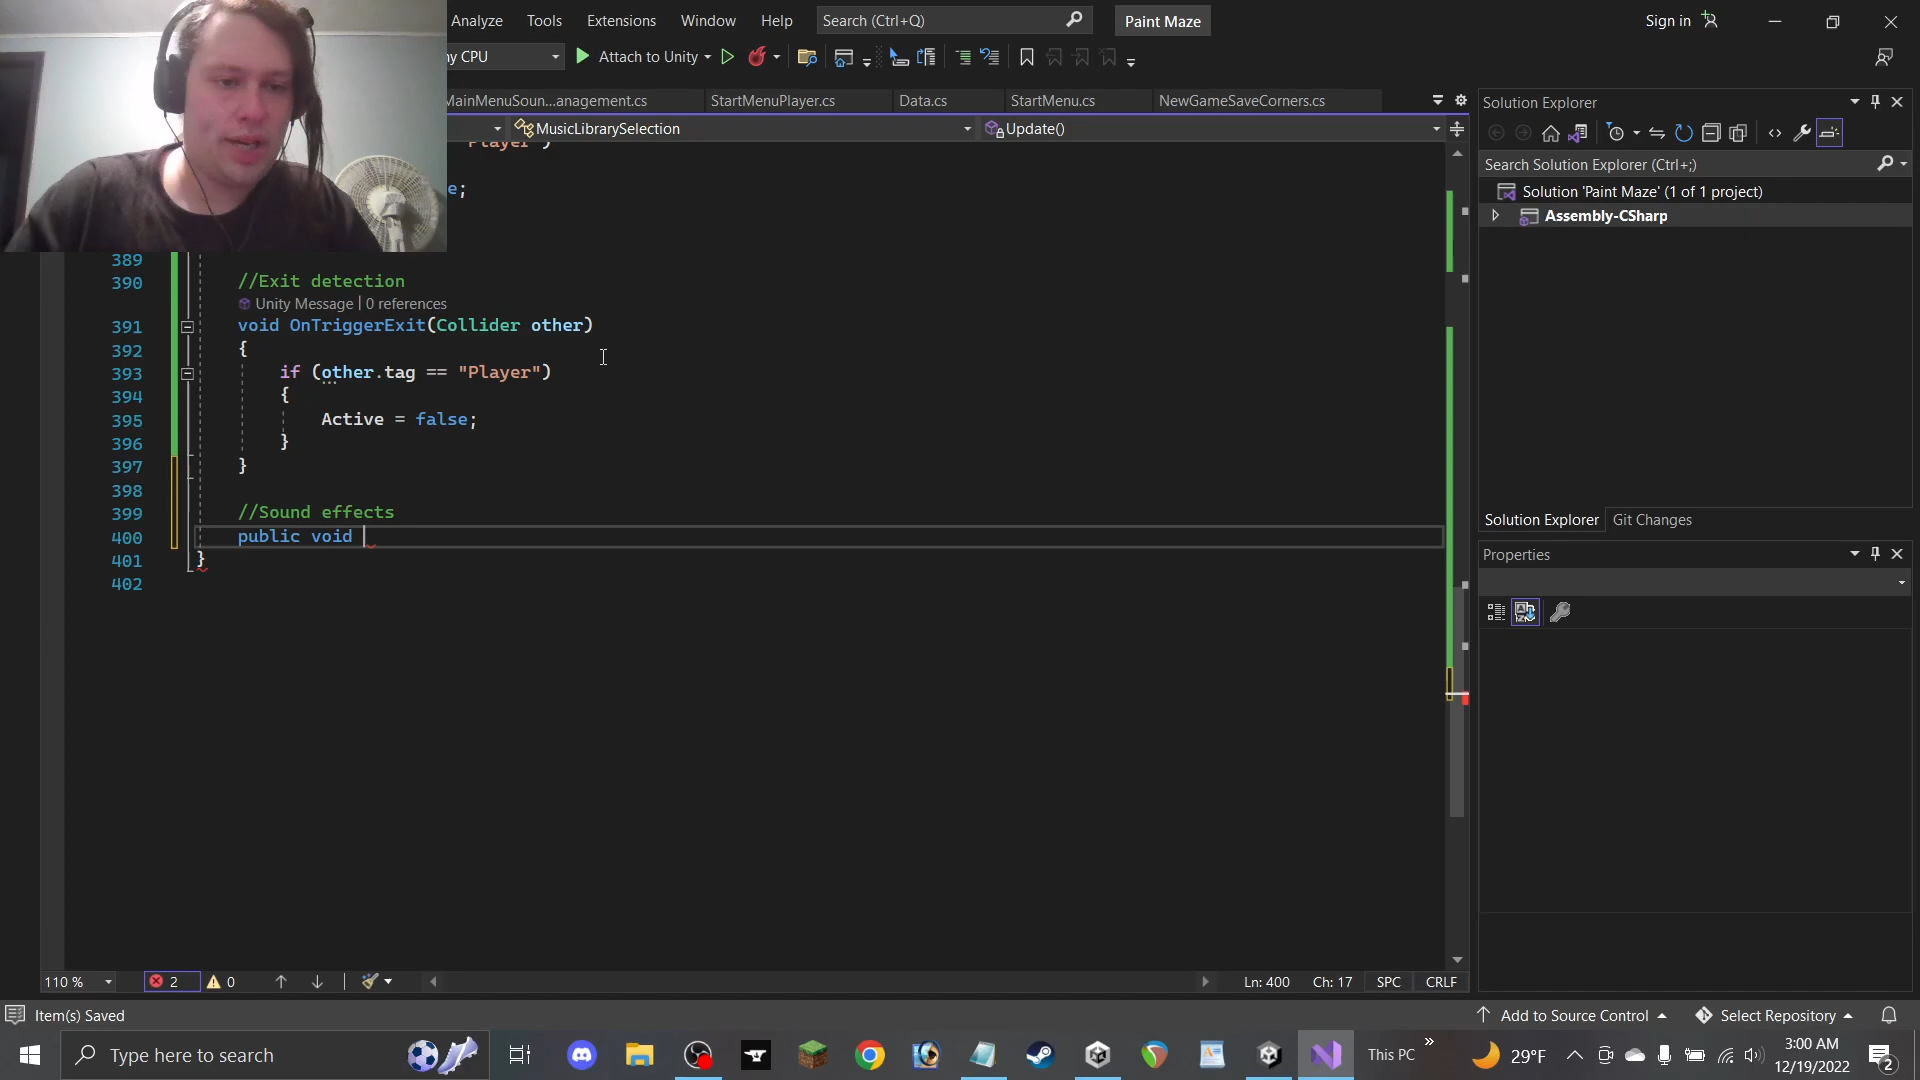 Analyze Tools Extensions Window Help Search (Ctrl+Q) Paint Maze Sign in
ny CPU Attach to Unity
MainMenuSoun...anagement.cs StartMenuPlayer.cs Data.cs StartMenu.cs NewGameSaveCorners.cs
MusicLibrarySelection Update()
"Player")
e;
389
390 //Exit detection
Unity Message | 0 references
391 void OnTriggerExit(Collider other)
392 {
393 if (other.tag == "Player")
394 {
395 Active = false;
396 }
397 }
398
399 //Sound effects
400 public void
401 }
402
110 % 2 0 Ln: 400 Ch: 17 SPC CRLF
Solution Explorer
Search Solution Explorer (Ctrl+;)
Solution 'Paint Maze' (1 of 1 project)
Assembly-CSharp
Solution Explorer Git Changes
Properties
Item(s) Saved Add to Source Control Select Repository
Type here to search This PC 29°F 3:00 AM
12/19/2022 2